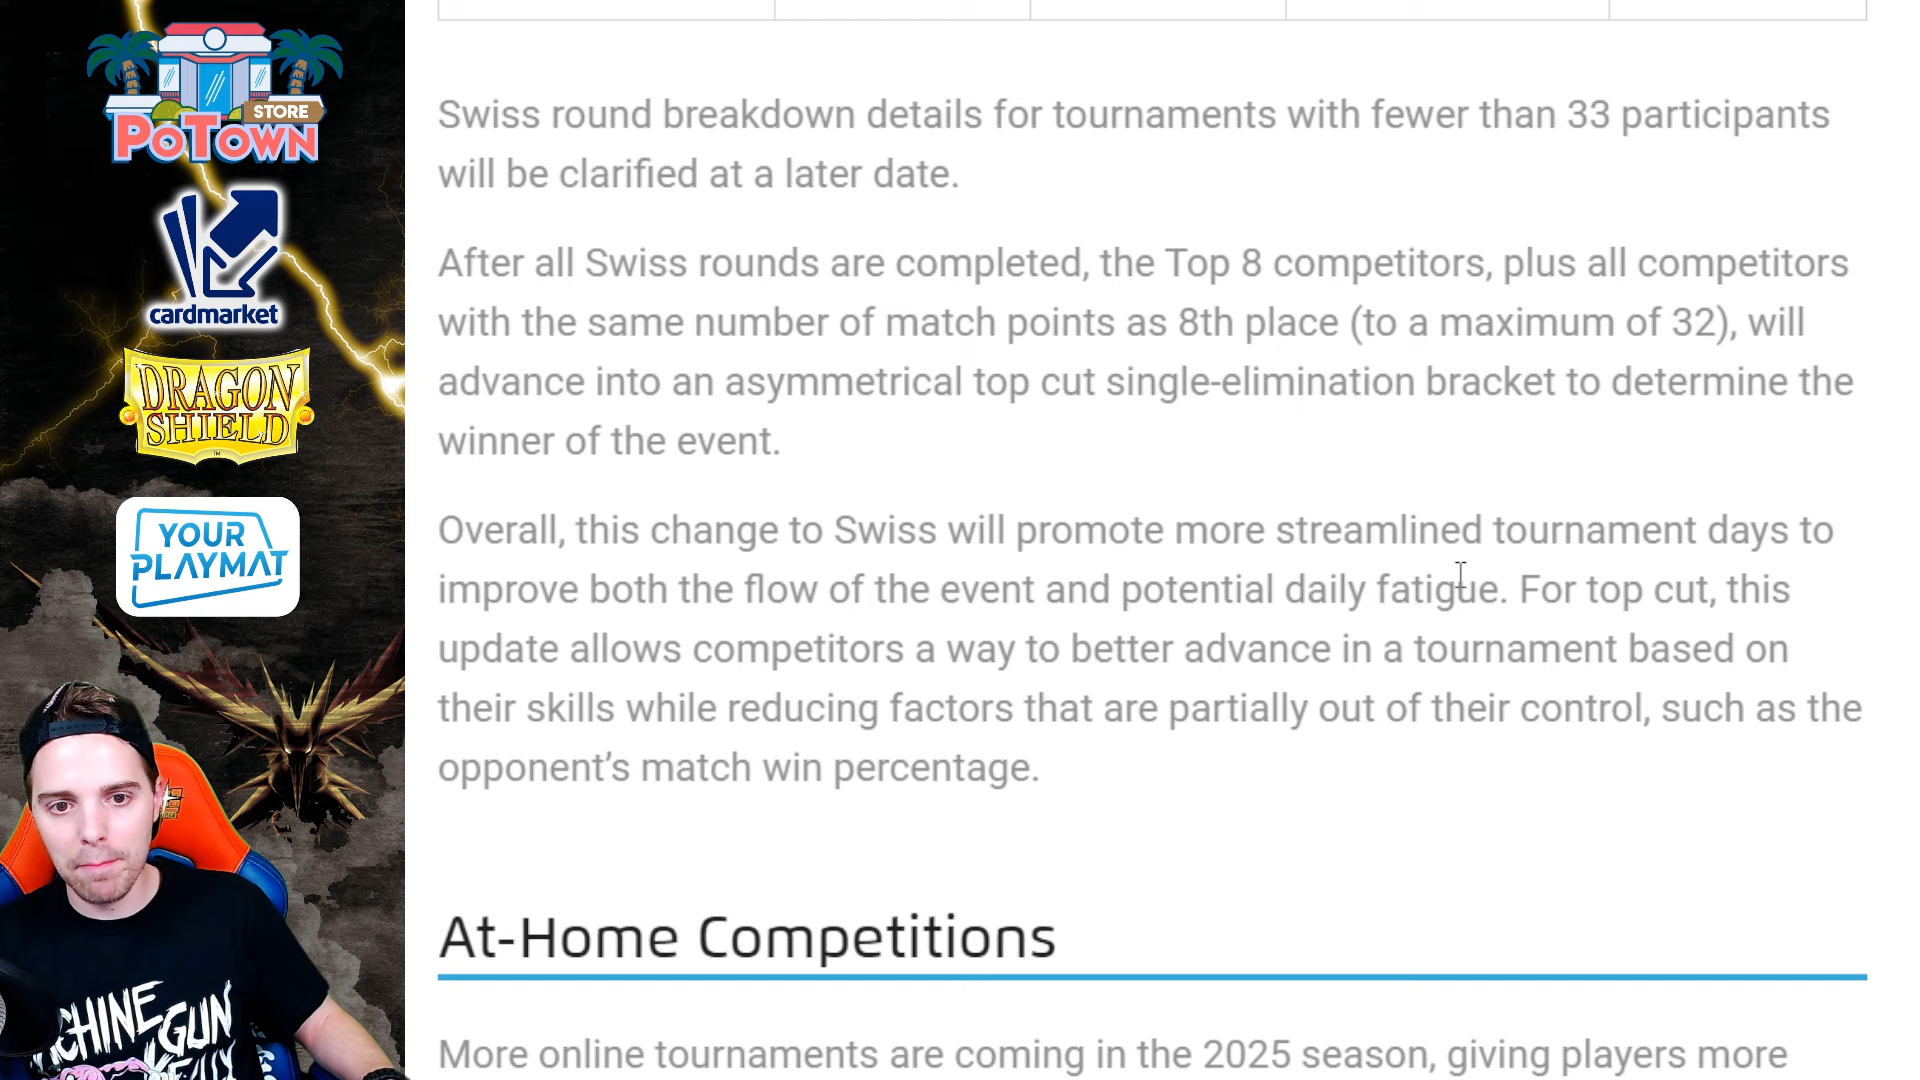 STORE
POTOWN
cardmarket
DRAGON
SHIELD
TM
YOUR
PLAYMAT
Swiss round breakdown details for tournaments with fewer than 33 participants
will be clarified at a later date.
After all Swiss rounds are completed, the Top 8 competitors, plus all competitors
with the same number of match points as 8th place (to a maximum of 32), will
advance into an asymmetrical top cut single-elimination bracket to determine the
winner of the event.
Overall, this change to Swiss will promote more streamlined tournament days to
improve both the flow of the event and potential daily fatigue. For top cut, this
update allows competitors a way to better advance in a tournament based on
their skills while reducing factors that are partially out of their control, such as the
opponent’s match win percentage.
At-Home Competitions
More online tournaments are coming in the 2025 season, giving players more